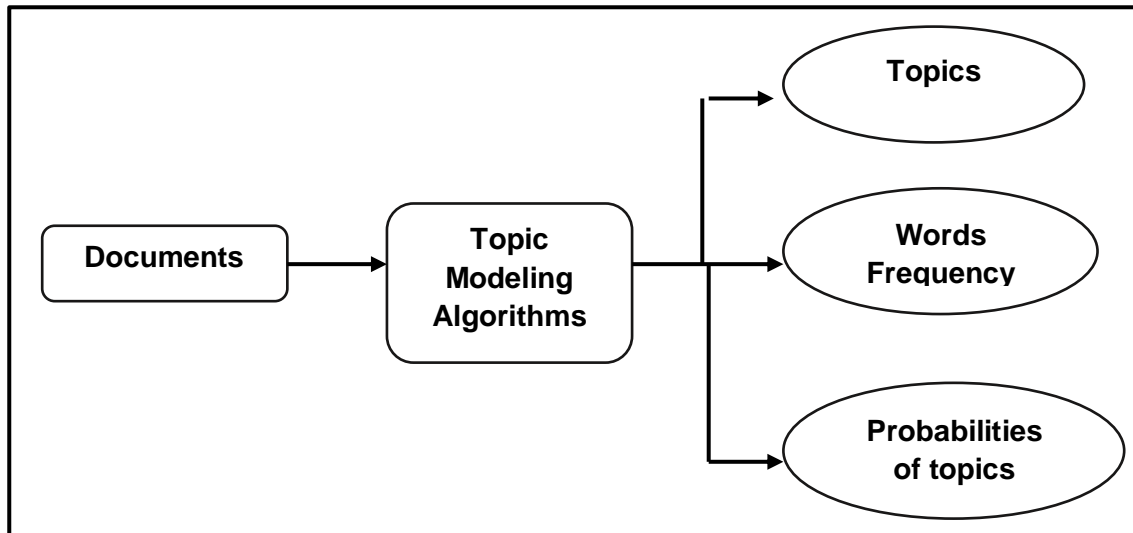 Topics
Documents
Topic
Modeling
Algorithms
Words
Frequency
Probabilities
of topics